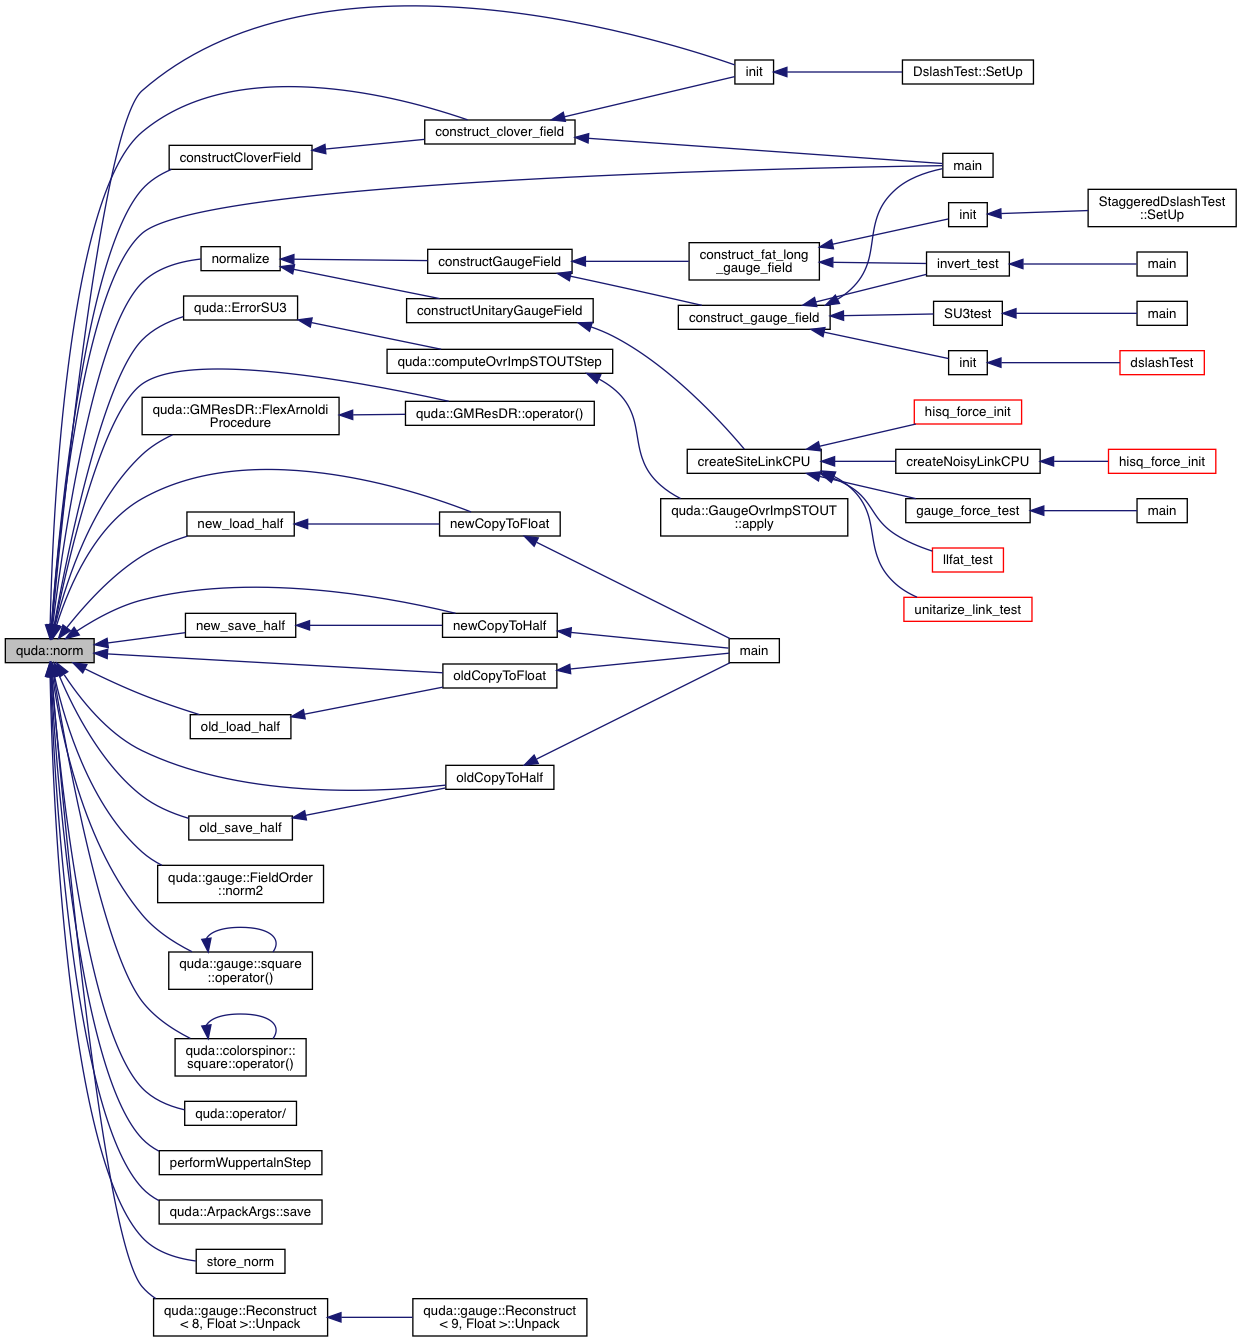 init
DslashTest::SetUp
construct_clover_field
constructCloverField
main
StaggeredDslashTest
::SetUp
init
normalize
constructGaugeField
construct_fat_long
_gauge_field
invert_test
main
quda::ErrorSU3
constructUnitaryGaugeField
construct_gauge_field
SU3test
main
quda::computeOvrImpSTOUTStep
init
dslashTest
quda::GMResDR::FlexArnoldi
Procedure
quda::GMResDR::operator()
hisq_force_init
createSiteLinkCPU
createNoisyLinkCPU
hisq_force_init
new_load_half
newCopyToFloat
quda::GaugeOvrImpSTOUT
::apply
gauge_force_test
main
llfat_test
unitarize_link_test
new_save_half
newCopyToHalf
quda::norm
main
oldCopyToFloat
old_load_half
oldCopyToHalf
old_save_half
quda::gauge::FieldOrder
::norm2
quda::gauge::square
::operator()
quda::colorspinor::
square::operator()
quda::operator/
performWuppertalnStep
quda::ArpackArgs::save
store_norm
quda::gauge::Reconstruct
< 8, Float >::Unpack
quda::gauge::Reconstruct
< 9, Float >::Unpack